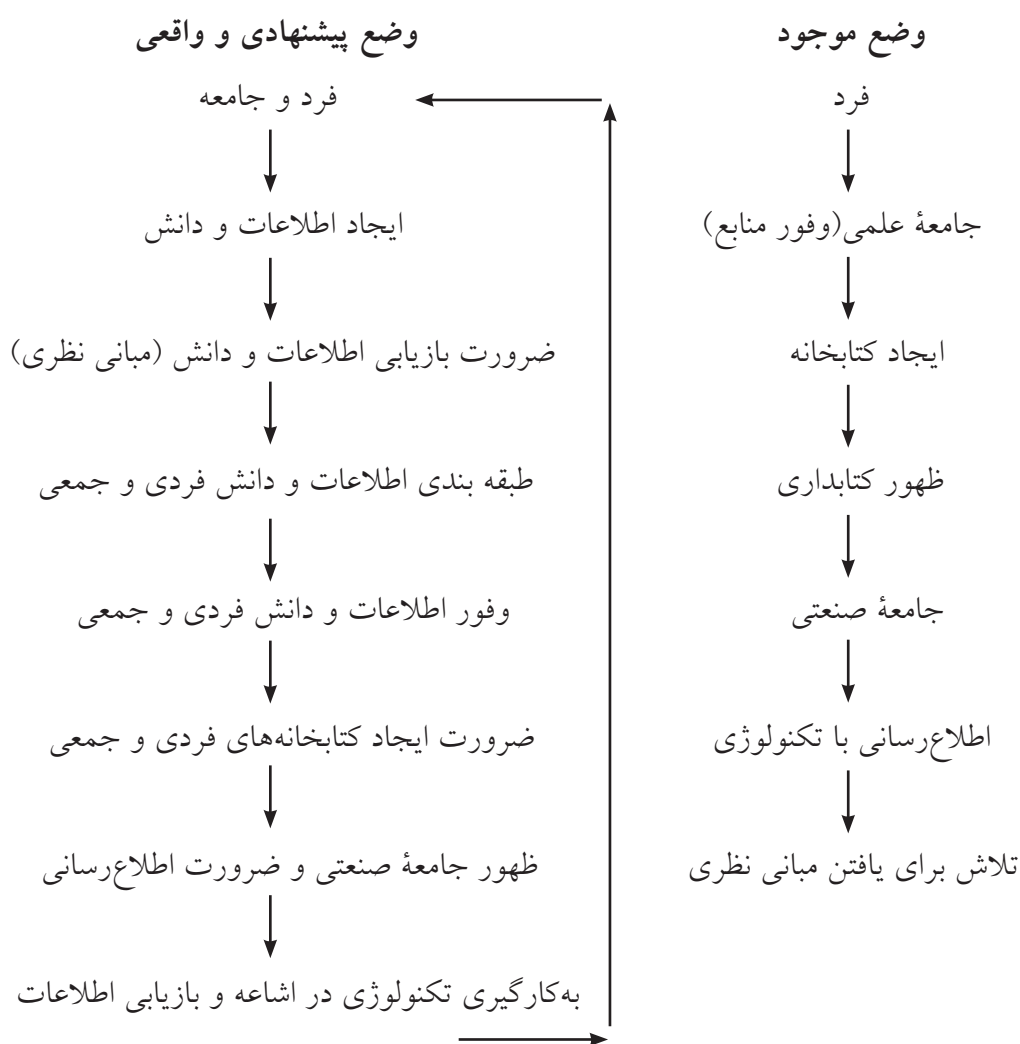 وضع موجود
فرد
جامعهٔ علمی(وفور منابع)
ایجاد کتابخانه
ظهور کتابداری
جامعهٔ صنعتی
اطلاع‌رسانی با تکنولوژی
تلاش برای یافتن مبانی نظری
وضع پیشنهادی و واقعی
فرد و جامعه
ایجاد اطلاعات و دانش
ضرورت بازیابی اطلاعات و دانش (مبانی نظری)
طبقه بندی اطلاعات و دانش فردی و جمعی
وفور اطلاعات و دانش فردی و جمعی
ضرورت ایجاد کتابخانه‌های فردی و جمعی
ظهور جامعهٔ صنعتی و ضرورت اطلاع‌رسانی
به‌کارگیری تکنولوژی در اشاعه و بازیابی اطلاعات